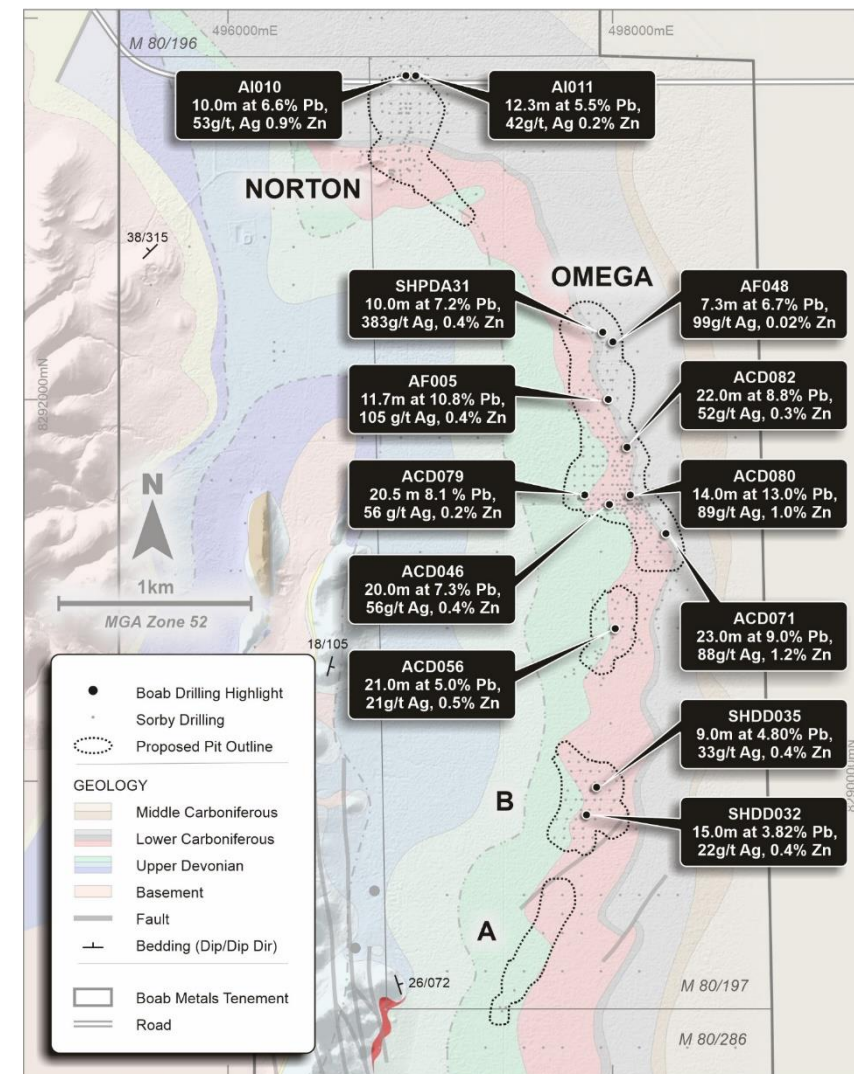 496000mE
498000mE
M 80/196
AI010
10.0m at 6.6% Pb,
53g/t, Ag 0.9% Zn
AI011
12.3m at 5.5% Pb,
42g/t, Ag 0.2% Zn
NORTON
38/315
OMEGA
SHPDA31
10.0m at 7.2% Pb,
383g/t Ag, 0.4% Zn
AF048
7.3m at 6.7% Pb,
99g/t Ag, 0.02% Zn
8292000mN
AF005
11.7m at 10.8% Pb,
105 g/t Ag, 0.4% Zn
ACD082
22.0m at 8.8% Pb,
52g/t Ag, 0.3% Zn
N
1km
MGA Zone 52
ACD079
20.5 m 8.1 % Pb,
56 g/t Ag, 0.2% Zn
ACD080
14.0m at 13.0% Pb,
89g/t Ag, 1.0% Zn
ACD046
20.0m at 7.3% Pb,
56g/t Ag, 0.4% Zn
ACD071
23.0m at 9.0% Pb,
88g/t Ag, 1.2% Zn
18/105
ACD056
21.0m at 5.0% Pb,
21g/t Ag, 0.5% Zn
SHDD035
9.0m at 4.80% Pb,
33g/t Ag, 0.4% Zn
8290000mN
B
SHDD032
15.0m at 3.82% Pb,
22g/t Ag, 0.4% Zn
A
26/072
M 80/197
M 80/286
Boab Drilling Highlight
Sorby Drilling
Proposed Pit Outline
GEOLOGY
Middle Carboniferous
Lower Carboniferous
Upper Devonian
Basement
Fault
Bedding (Dip/Dip Dir)
Boab Metals Tenement
Road